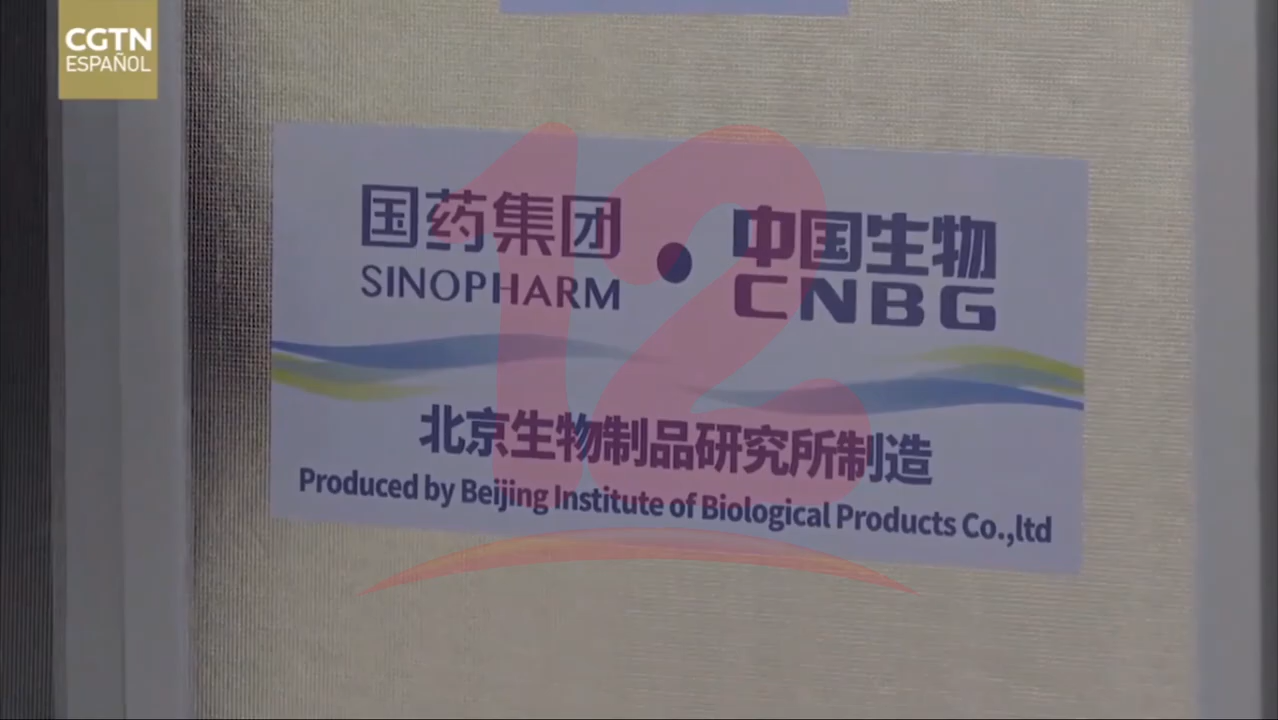 CGTN
ESPAÑOL
国药集团 • 中国生物
SINOPHARM CNBG
北京生物制品研究所制造
Produced by Beijing Institute of Biological Products Co.,ltd
12